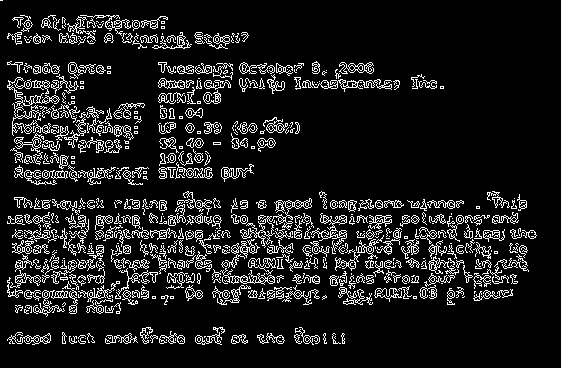 To All Investors:
Ever Have A Winning Stock?
Trade Date: Tuesday, October 3, 2006
Company: American Unity Investments, Inc.
Symbol: AUNI.OB
Current Price: $1.04
Monday Change: UP 0.39 (60.00%)
5-Day Target: $2.40 - $4.00
Rating: 10(10)
Recommendation: STRONG BUY
This quick rising stock is a good longterm winner . This
stock is going high due to superb business solutions and
creative partnerships in the business world. Dont miss the
boat, this is thinly traded and could move up quickly. We
anticipate that shares of AUNI will be much higher in the
short-term . ACT NOW! Remember the gains from our recent
recommendations... Do not miss out. Put AUNI.OB on your
radar's now!
Good luck and trade out at the top!!!